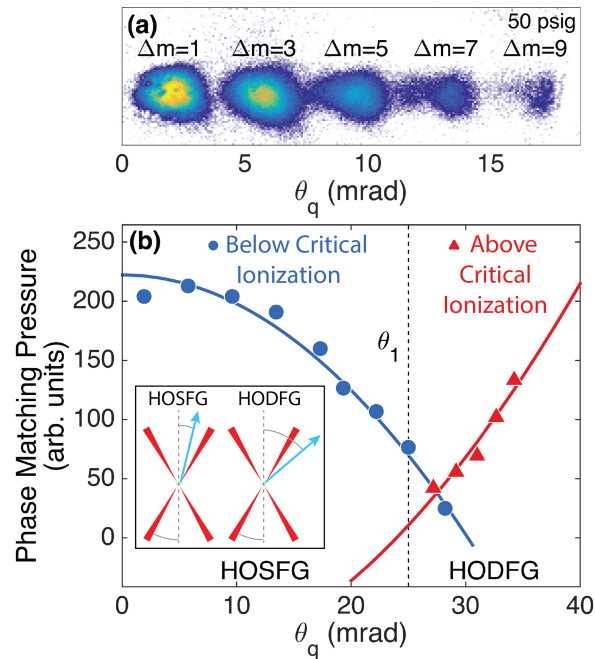 (a)
50 psig
Δm=1 Δm=3 Δm=5 Δm=7 Δm=9
0 5 10 15
θq (mrad)
(b)
Below Critical
Ionization
Above
Critical
Ionization
θ1
250
200
150
100
50
0
Phase Matching Pressure
(arb. units)
HOSFG HODFG
HOSFG HODFG
0 10 20 30 40
θq (mrad)